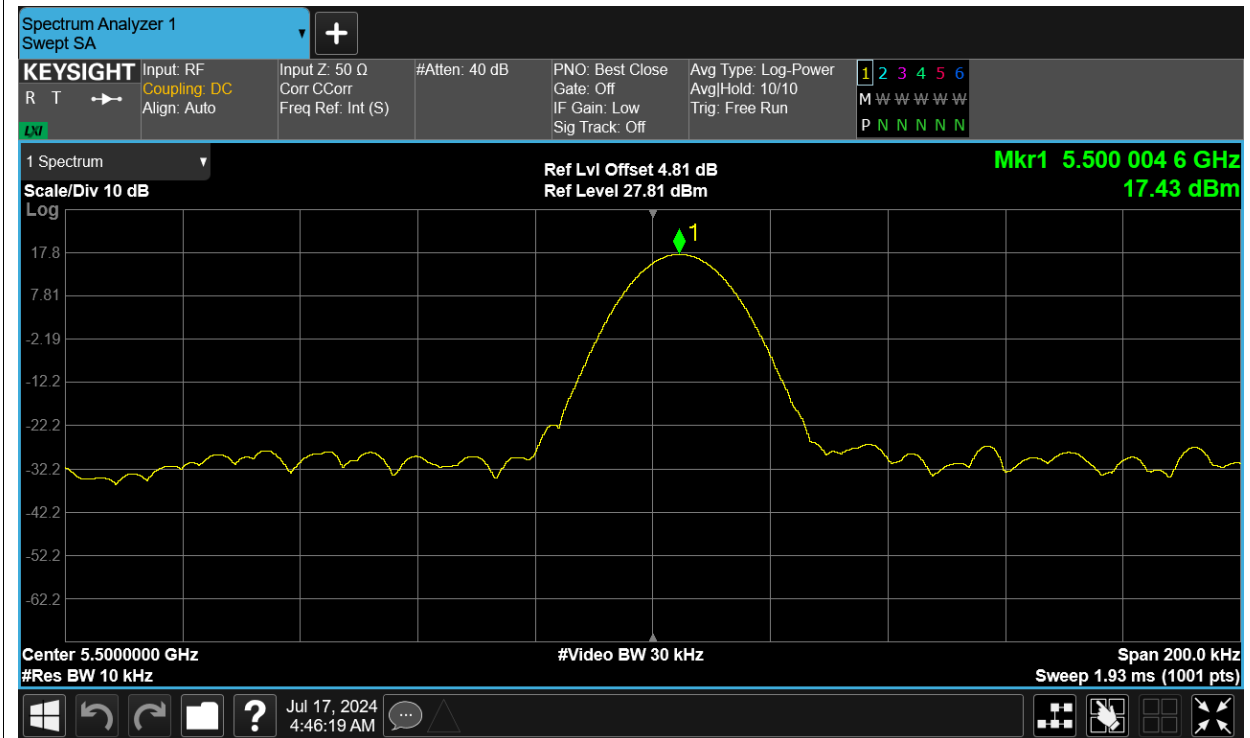 Spectrum Analyzer 1
Swept SA
+
KEYSIGHT
R T
LXI
Input: RF
Coupling: DC
Align: Auto
Input Z: 50 Ω
Corr CCorr
Freq Ref: Int (S)
#Atten: 40 dB
PNO: Best Close
Gate: Off
IF Gain: Low
Sig Track: Off
Avg Type: Log-Power
Avg|Hold: 10/10
Trig: Free Run
1 2 3 4 5 6
M W W W W W
P N N N N N
1 Spectrum
Scale/Div 10 dB
Log
Ref Lvl Offset 4.81 dB
Ref Level 27.81 dBm
Mkr1 5.500 004 6 GHz
17.43 dBm
1
17.8
7.81
-2.19
-12.2
-22.2
-32.2
-42.2
-52.2
-62.2
Center 5.5000000 GHz
#Res BW 10 kHz
#Video BW 30 kHz
Span 200.0 kHz
Sweep 1.93 ms (1001 pts)
?
Jul 17, 2024
4:46:19 AM